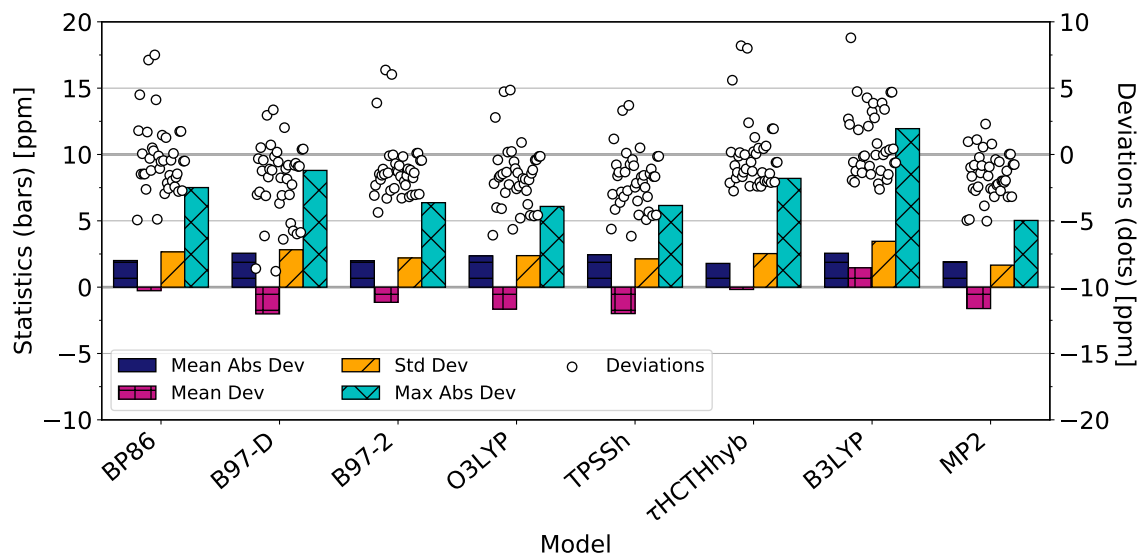 20
15
10
5
0
−5
−10
Statistics (bars) [ppm]
10
5
0
−5
−10
−15
−20
Deviations (dots) [ppm]
Mean Abs Dev
Mean Dev
Std Dev
Max Abs Dev
Deviations
BP86
B97-D
B97-2
O3LYP
TPSSh
τHCTHhyb
B3LYP
MP2
Model